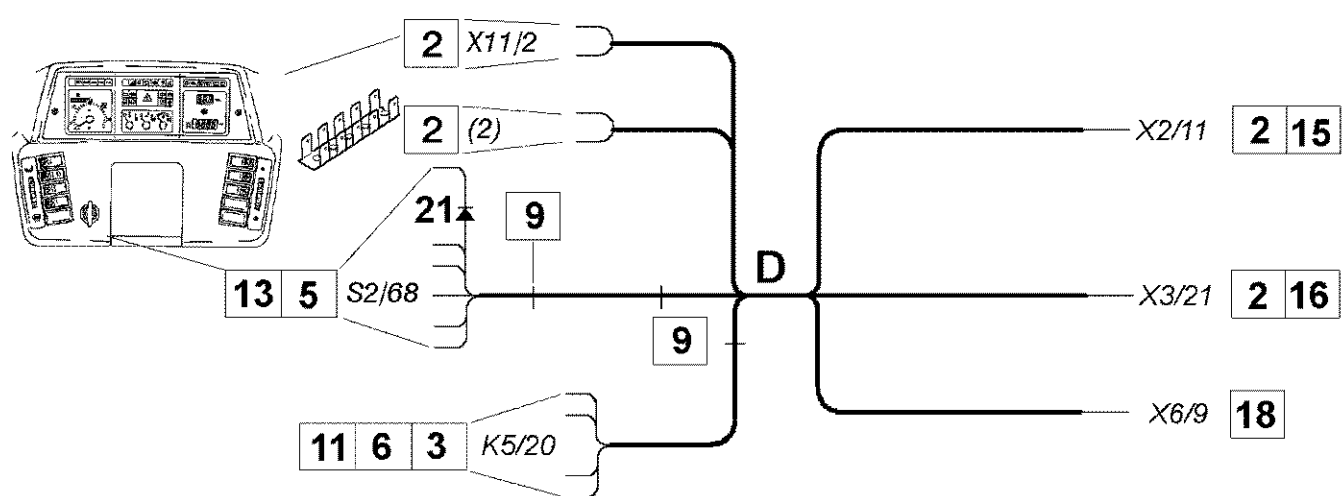 2 X11/2
2 (2)
X2/11 2 15
21 9
D
13 5 S2/68
X3/21 2 16
9
X6/9 18
11 6 3 K5/20